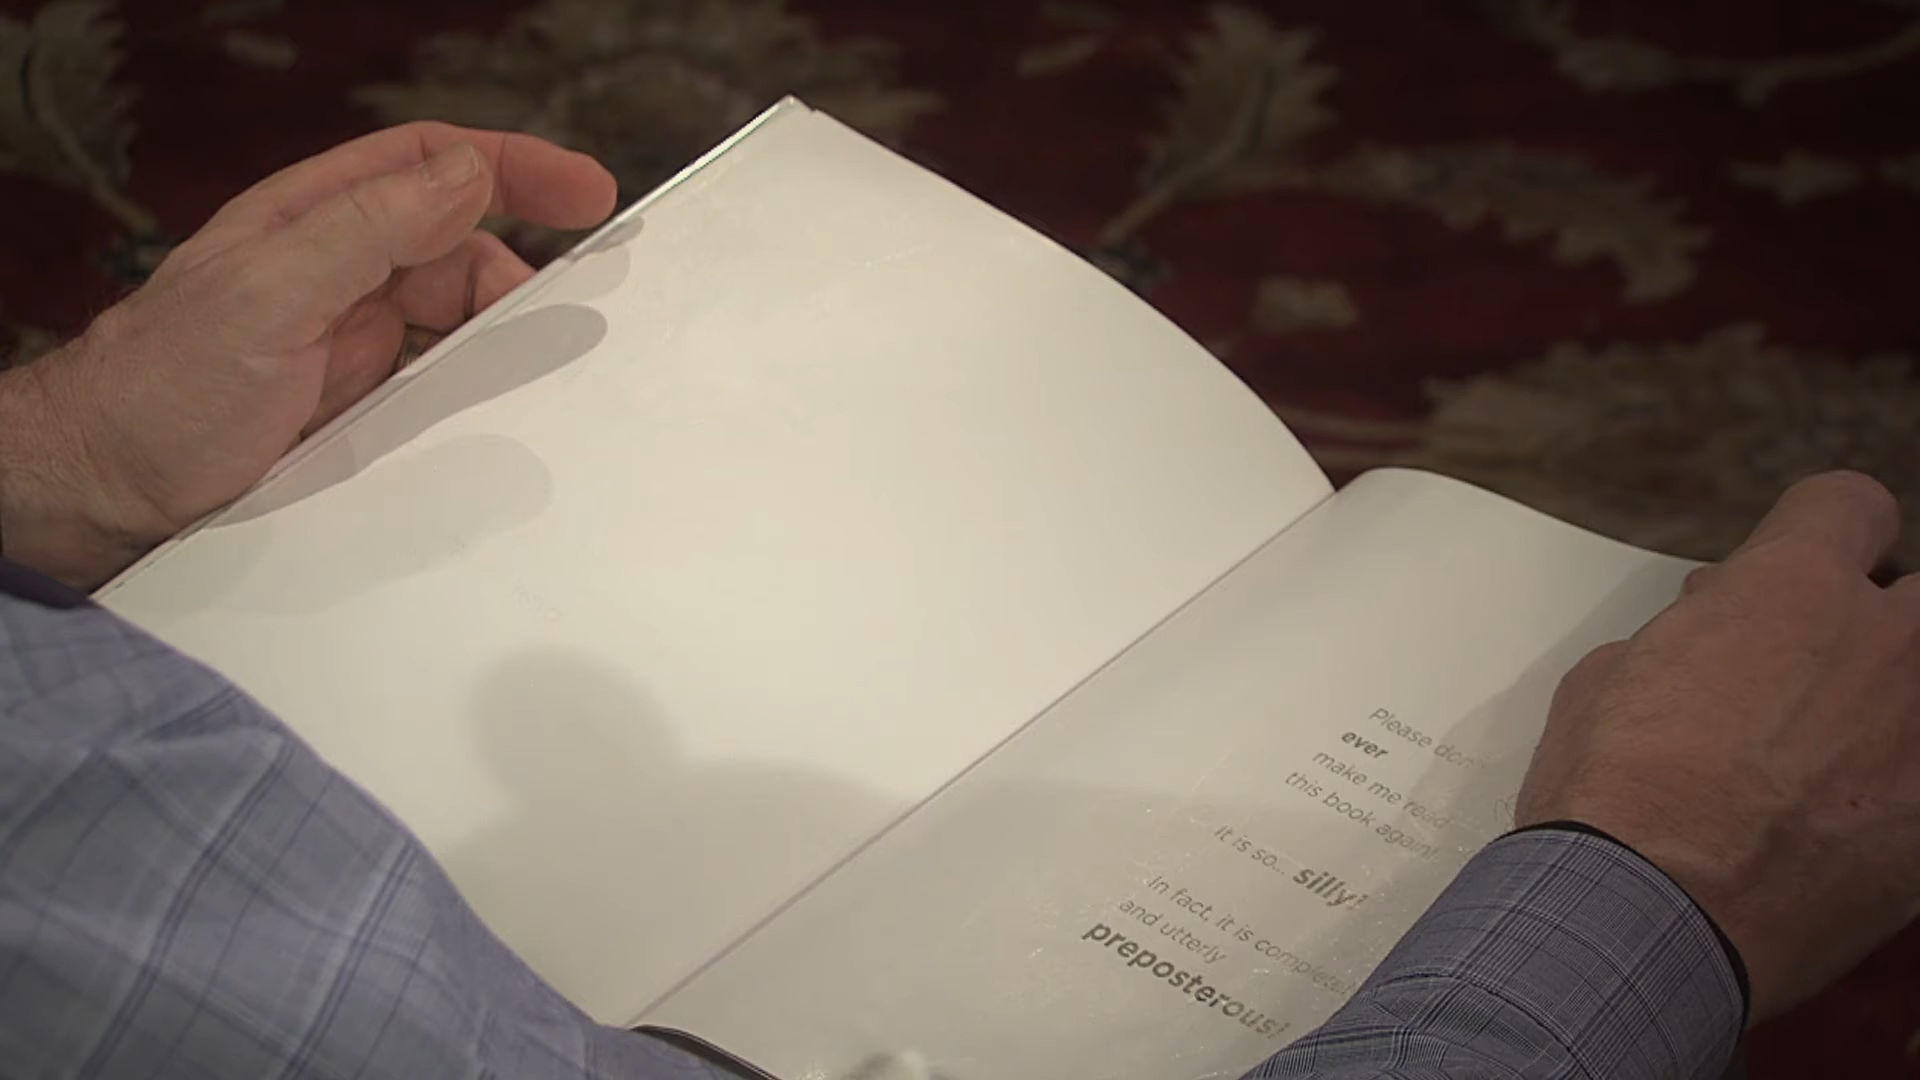 Please don't
ever
make me read
this book again!
It is so... silly!
In fact, it is completely
and utterly
preposterous!